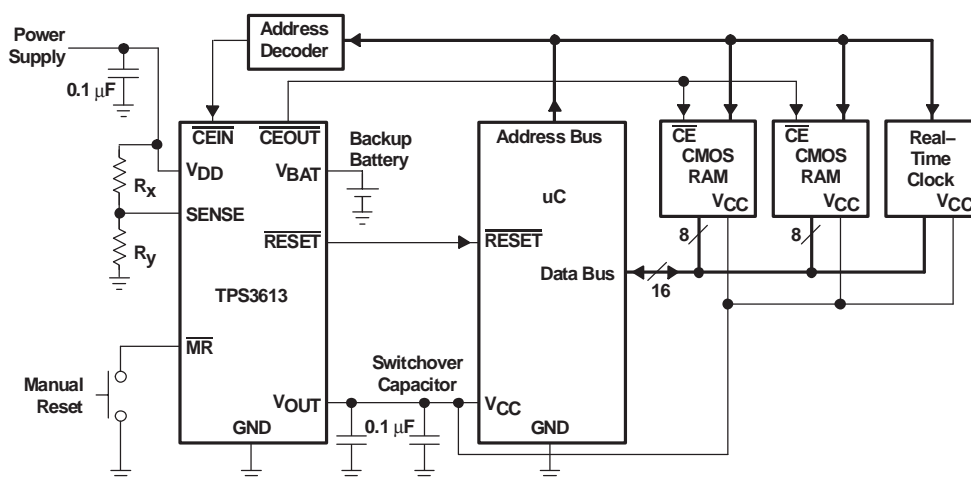 Power
Supply
0.1 μF
Address
Decoder
CEIN
CEOUT
VDD
VBAT
Backup
Battery
Rx
SENSE
Ry
RESET
TPS3613
MR
Manual
Reset
VOUT
GND
0.1 μF
Switchover
Capacitor
Address Bus
uC
RESET
Data Bus
16
VCC
GND
CE
CMOS
RAM
VCC
8
CE
CMOS
RAM
VCC
8
Real–
Time
Clock
VCC